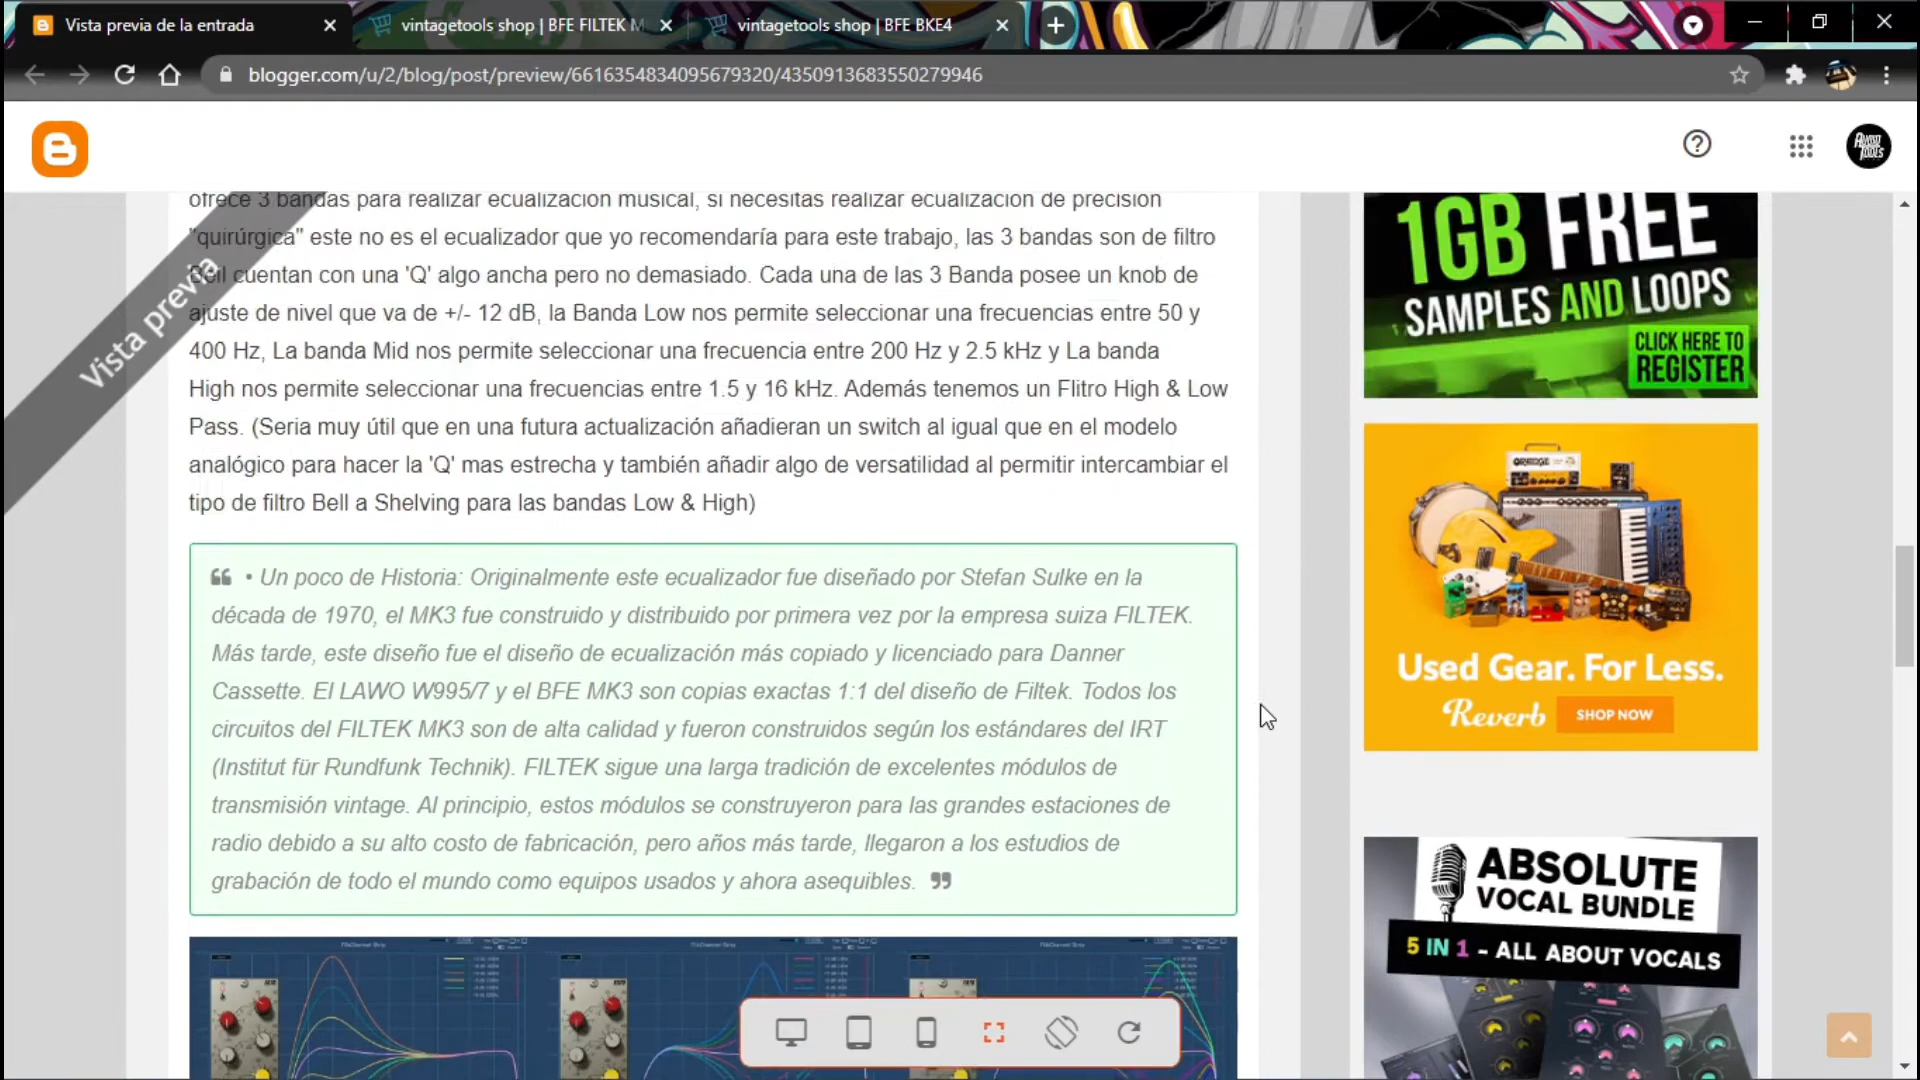 Vista previa de la entrada
vintagetools shop | BFE FILTEK M
vintagetools shop | BFE BKE4
blogger.com/u/2/blog/post/preview/6616354834095679320/4350913683550279946
Vista previa
ofrece 3 bandas para realizar ecualización musical, si necesitas realizar ecualización de precisión
"quirúrgica" este no es el ecualizador que yo recomendaría para este trabajo, las 3 bandas son de filtro
Bell cuentan con una 'Q' algo ancha pero no demasiado. Cada una de las 3 Banda posee un knob de
ajuste de nivel que va de +/- 12 dB, la Banda Low nos permite seleccionar una frecuencias entre 50 y
400 Hz, La banda Mid nos permite seleccionar una frecuencia entre 200 Hz y 2.5 kHz y La banda
High nos permite seleccionar una frecuencias entre 1.5 y 16 kHz. Además tenemos un Flitro High & Low
Pass. (Seria muy útil que en una futura actualización añadieran un switch al igual que en el modelo
analógico para hacer la 'Q' mas estrecha y también añadir algo de versatilidad al permitir intercambiar el
tipo de filtro Bell a Shelving para las bandas Low & High)
• Un poco de Historia: Originalmente este ecualizador fue diseñado por Stefan Sulke en la
década de 1970, el MK3 fue construido y distribuido por primera vez por la empresa suiza FILTEK.
Más tarde, este diseño fue el diseño de ecualización más copiado y licenciado para Danner
Cassette. El LAWO W995/7 y el BFE MK3 son copias exactas 1:1 del diseño de Filtek. Todos los
circuitos del FILTEK MK3 son de alta calidad y fueron construidos según los estándares del IRT
(Institut für Rundfunk Technik). FILTEK sigue una larga tradición de excelentes módulos de
transmisión vintage. Al principio, estos módulos se construyeron para las grandes estaciones de
radio debido a su alto costo de fabricación, pero años más tarde, llegaron a los estudios de
grabación de todo el mundo como equipos usados y ahora asequibles.
1GB FREE
SAMPLES AND LOOPS
CLICK HERE TO
REGISTER
ORANGE
Used Gear. For Less.
Reverb
SHOP NOW
ABSOLUTE
VOCAL BUNDLE
5 IN 1 - ALL ABOUT VOCALS